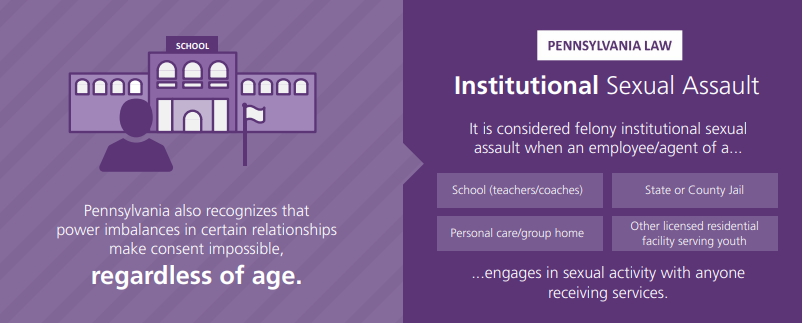 SCHOOL
Pennsylvania also recognizes that
power imbalances in certain relationships
make consent impossible,
regardless of age.
PENNSYLVANIA LAW
Institutional Sexual Assault
It is considered felony institutional sexual
assault when an employee/agent of a...
School (teachers/coaches)
State or County Jail
Personal care/group home
Other licensed residential
facility serving youth
...engages in sexual activity with anyone
receiving services.